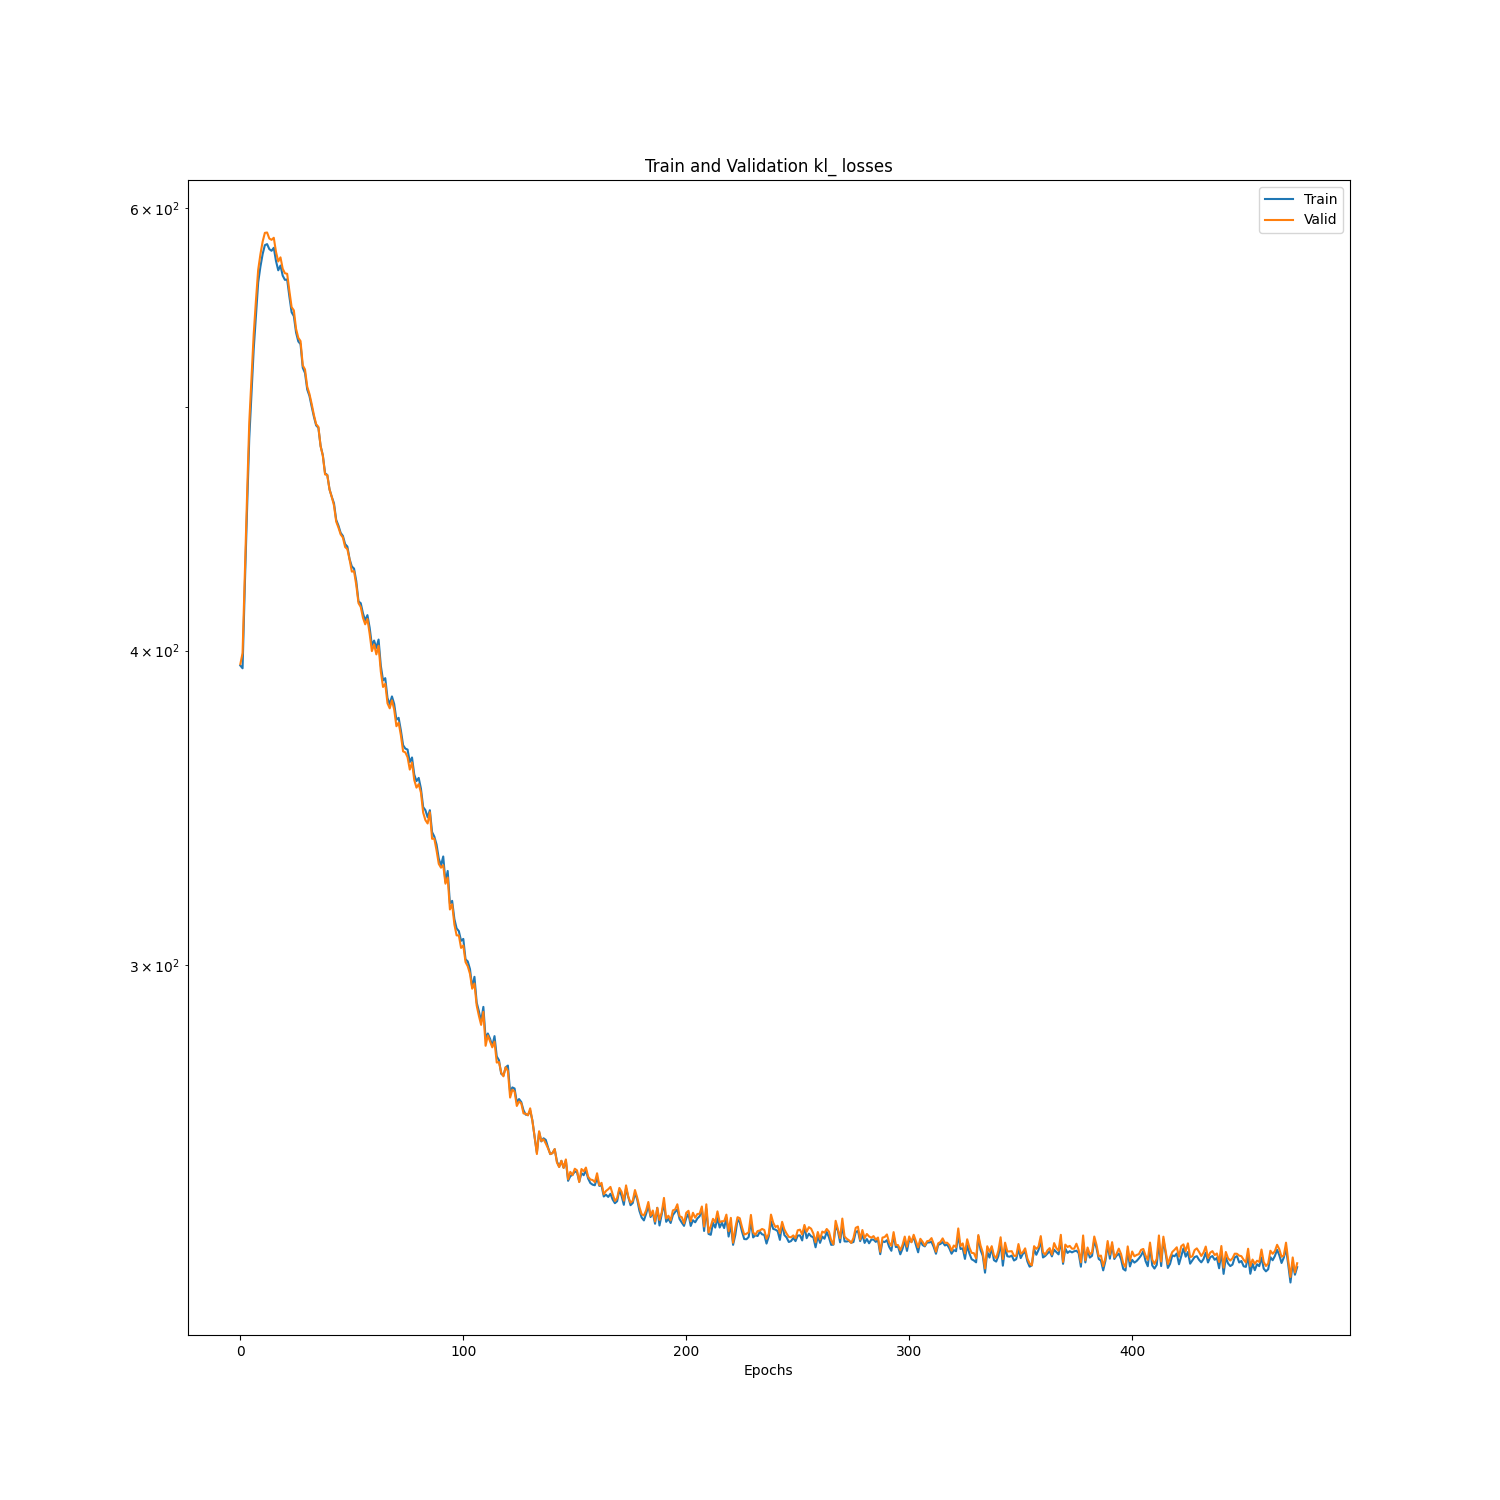 Train and Validation kl_ losses
Train
Valid
6 × 10²
4 × 10²
3 × 10²
0 100 200 300 400
Epochs